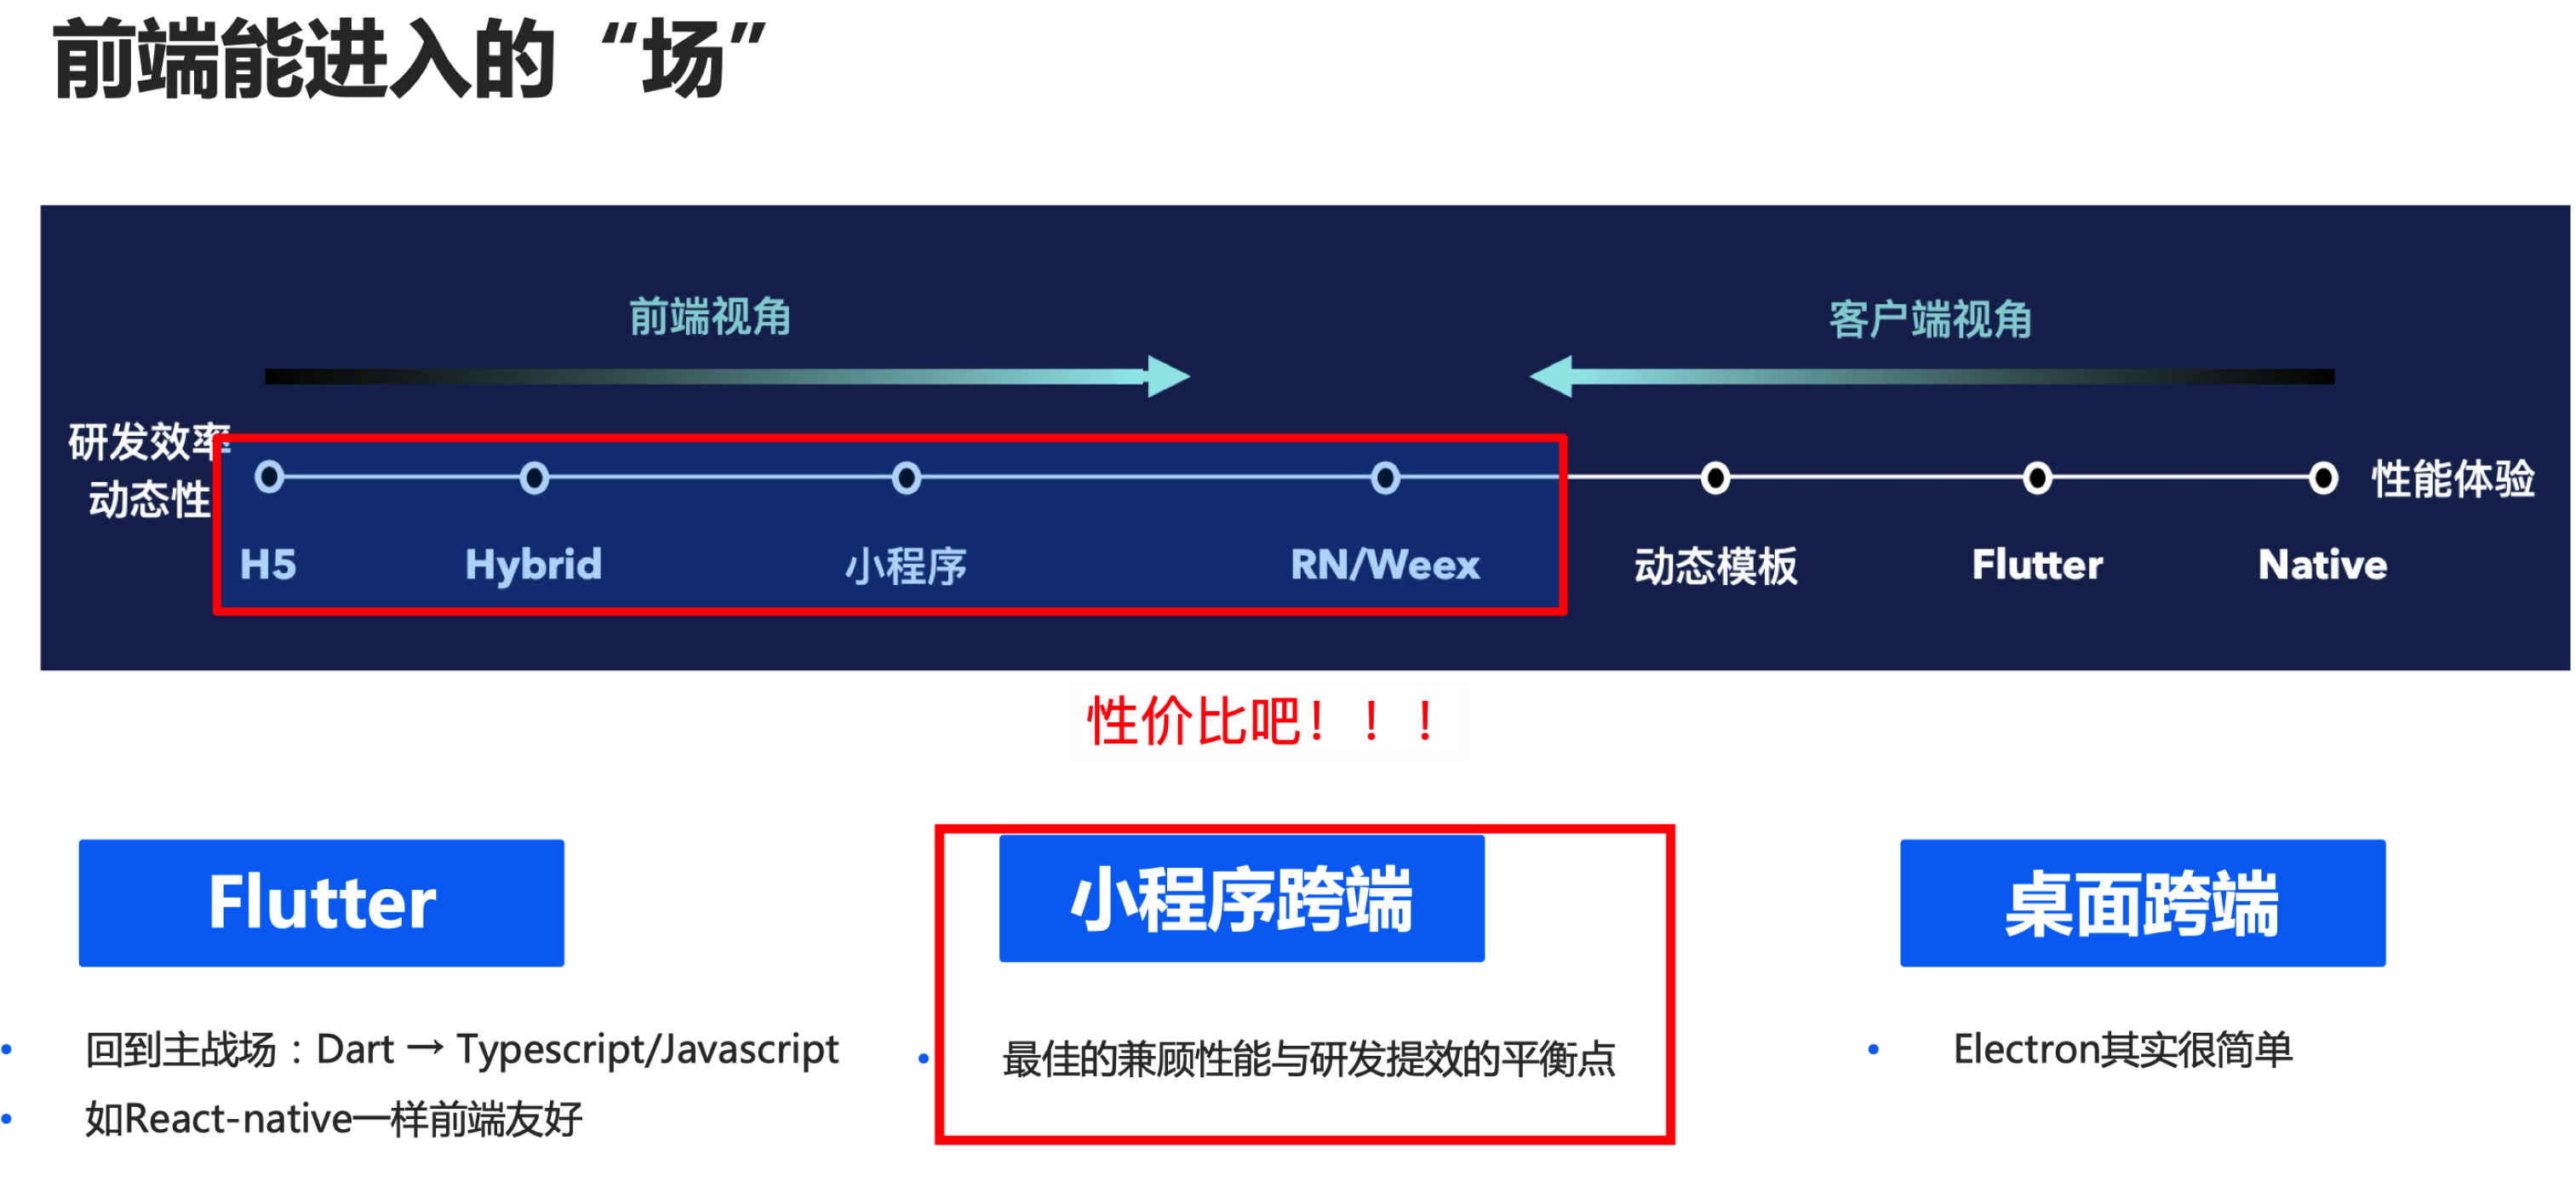 前端能进入的“场”
前端视角
客户端视角
研发效率
动态性
性能体验
H5
Hybrid
小程序
RN/Weex
动态模板
Flutter
Native
性价比吧！！！
Flutter
• 回到主战场：Dart → Typescript/Javascript
• 如React-native一样前端友好
小程序跨端
• 最佳的兼顾性能与研发提效的平衡点
桌面跨端
• Electron其实很简单